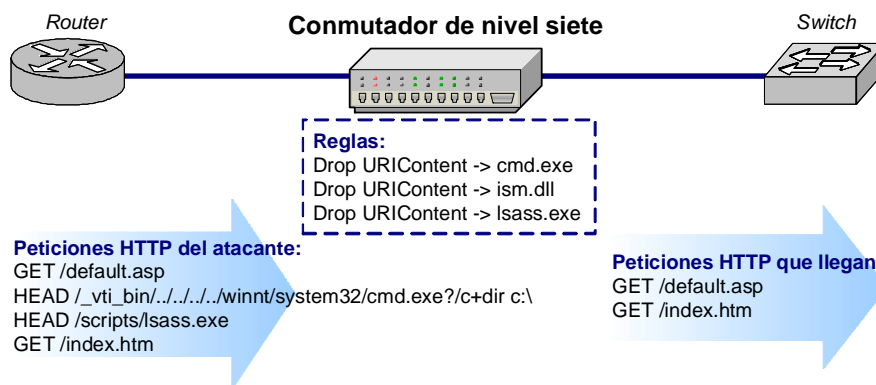 Router
Conmutador de nivel siete
Switch
Reglas:
Drop URIContent -> cmd.exe
Drop URIContent -> ism.dll
Drop URIContent -> lsass.exe
Peticiones HTTP del atacante:
GET /default.asp
HEAD /_vti_bin/../../../../winnt/system32/cmd.exe?/c+dir c:\
HEAD /scripts/lsass.exe
GET /index.htm
Peticiones HTTP que llegan
GET /default.asp
GET /index.htm